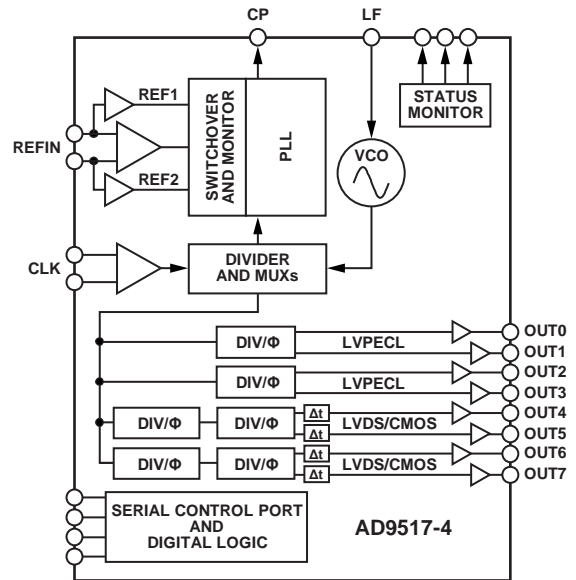 CP
LF
REF1
STATUS
MONITOR
SWITCHOVER
AND MONITOR
PLL
REFIN
VCO
REF2
CLK
DIVIDER
AND MUXs
DIV/Φ
LVPECL
OUT0
OUT1
DIV/Φ
LVPECL
OUT2
OUT3
DIV/Φ
DIV/Φ
Δt
Δt
LVDS/CMOS
OUT4
OUT5
DIV/Φ
DIV/Φ
Δt
Δt
LVDS/CMOS
OUT6
OUT7
SERIAL CONTROL PORT
AND
DIGITAL LOGIC
AD9517-4